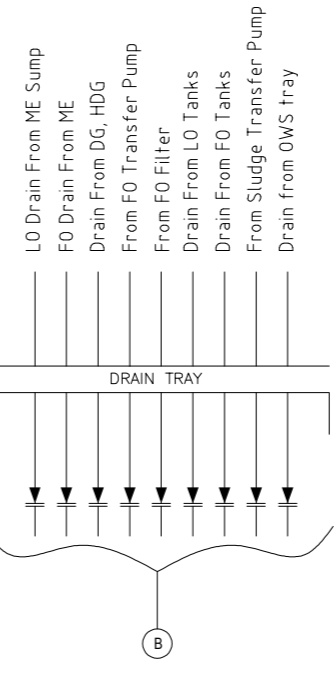 LO Drain From ME Sump
FO Drain From ME
Drain From DG, HDG
From FO Transfer Pump
From FO Filter
Drain From LO Tanks
Drain From FO Tanks
From Sludge Transfer Pump
Drain from OWS tray
DRAIN TRAY
B